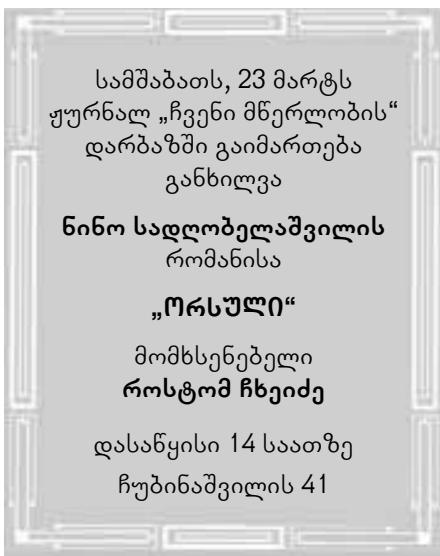 სამშაბათს, 23 მარტს
ჟურნალ „ჩვენი მწერლობის“
დარბაზში გაიმართება
განხილვა
ნინო სადღობელაშვილის
რომანისა
„ორსული“
მომხსენებელი
როსტომ ჩხეიძე
დასაწყისი 14 საათზე
ჩუბინაშვილის 41